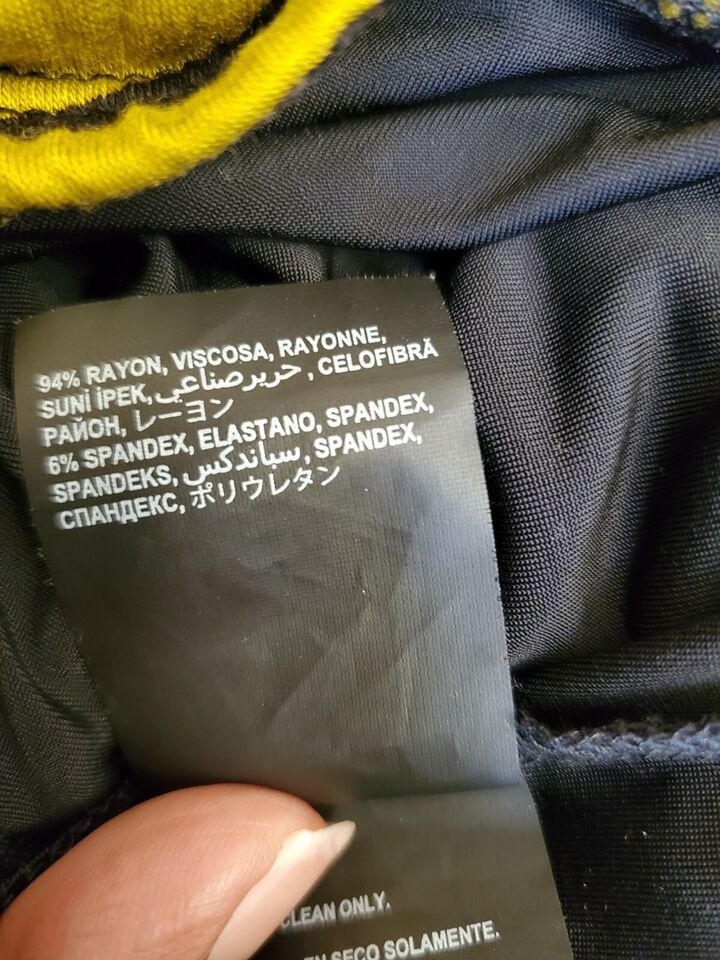 94% RAYON, VISCOSA, RAYONNE,
SUNİ İPEK, حرير صناعي, CELOFIBRĂ
РАЙОН, レーヨン
6% SPANDEX, ELASTANO, SPANDEX,
SPANDEKS, سباندكس, SPANDEX,
СПАНДЕКС, ポリウレタン
CLEAN ONLY.
EN SECO SOLAMENTE.